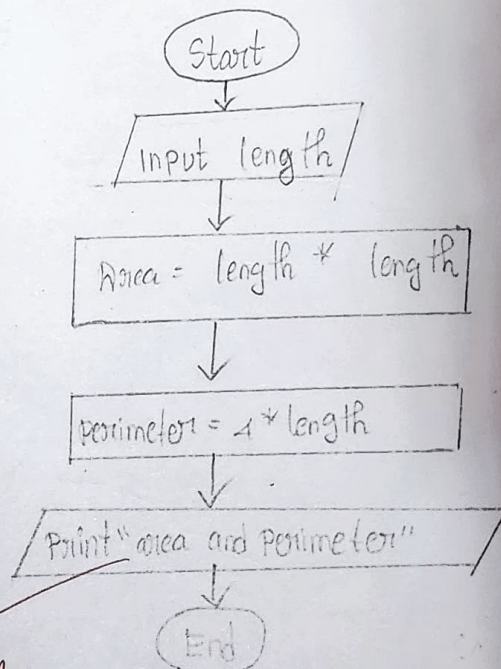 Start
input length
Area = length * length
perimeter = 4 * length
Print "area and perimeter"
End